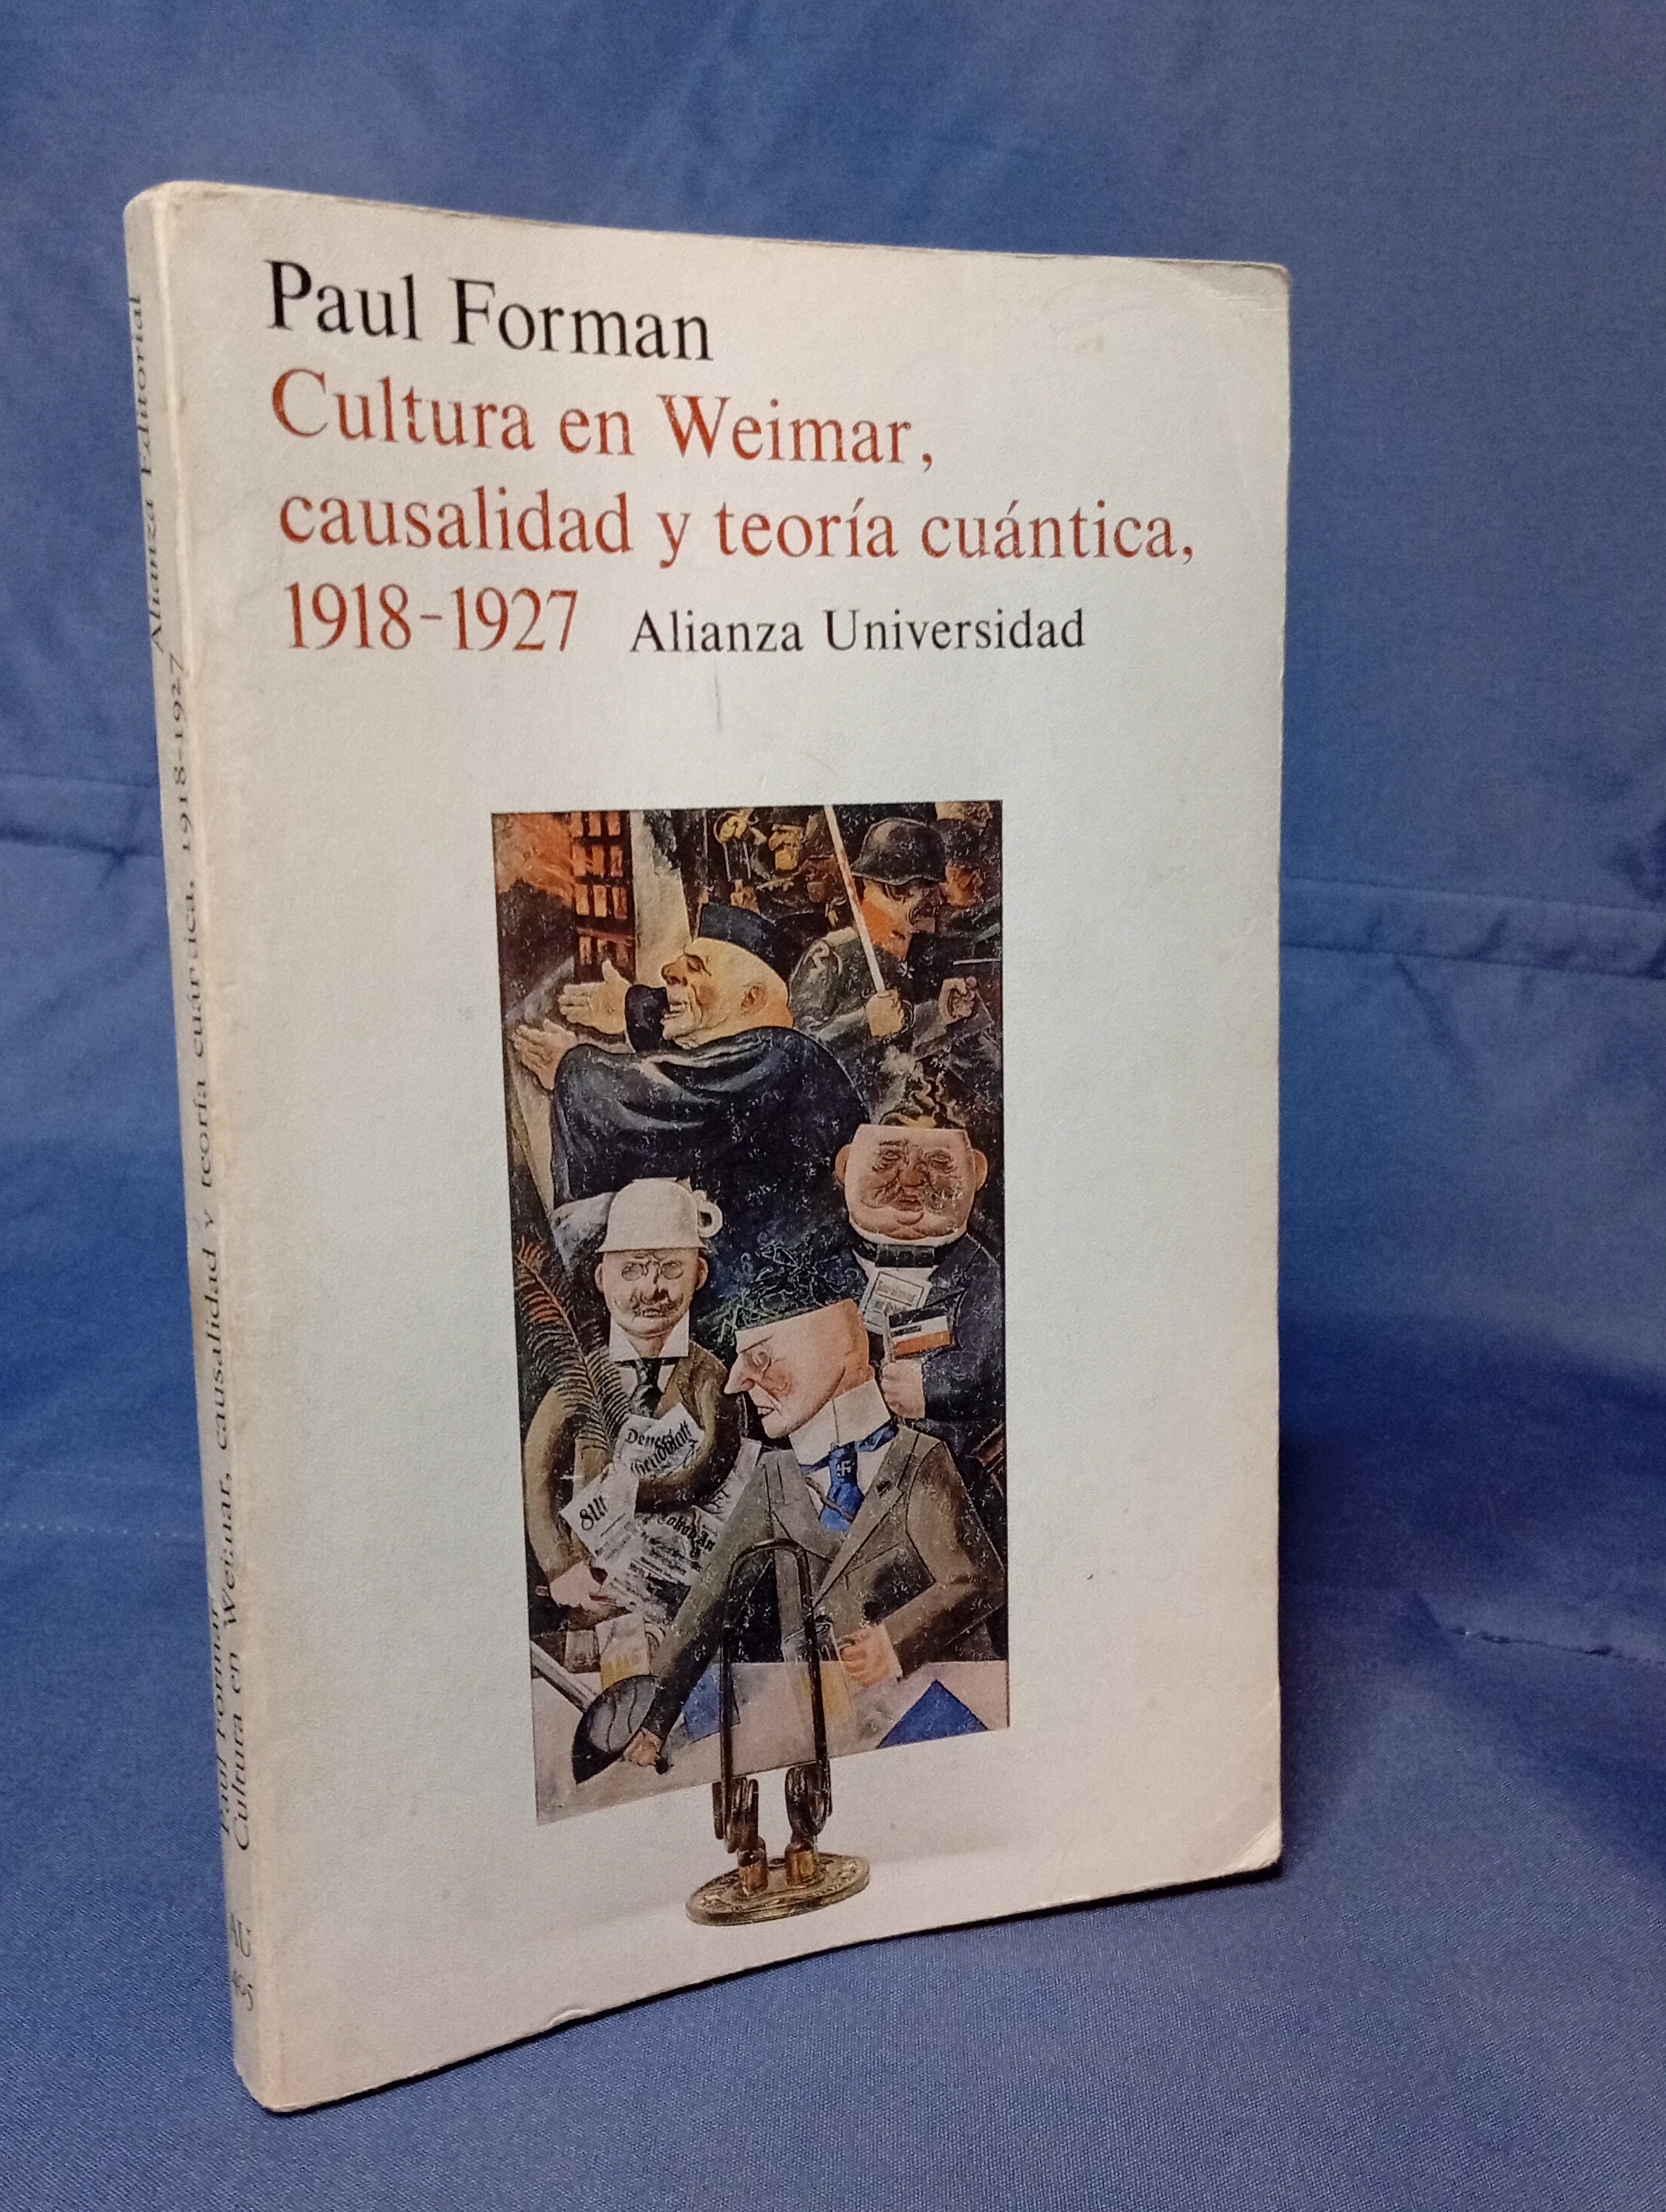 Paul Forman
Cultura en Weimar,
causalidad y teoría cuántica,
1918-1927 Alianza Universidad
Paul Forman
Cultura en Weimar, causalidad y teoría cuántica, 1918-1927
Alianza Editorial
AU